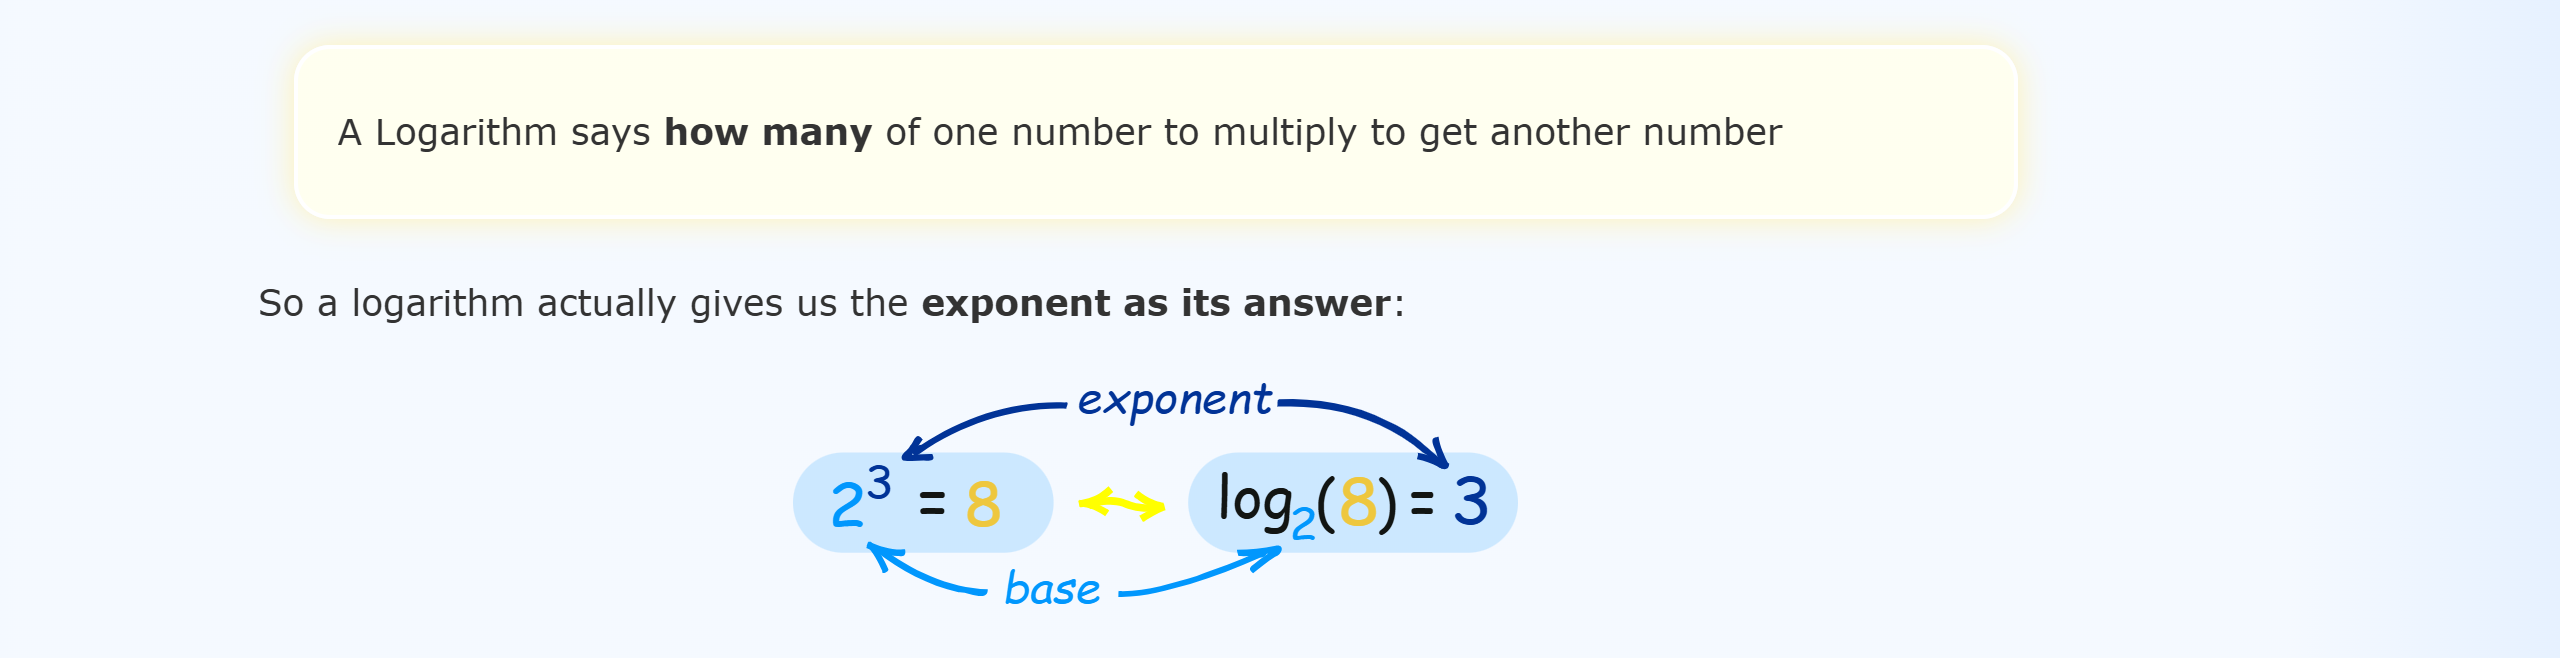 A Logarithm says how many of one number to multiply to get another number
So a logarithm actually gives us the exponent as its answer:
exponent
2³ = 8 log₂(8) = 3
base